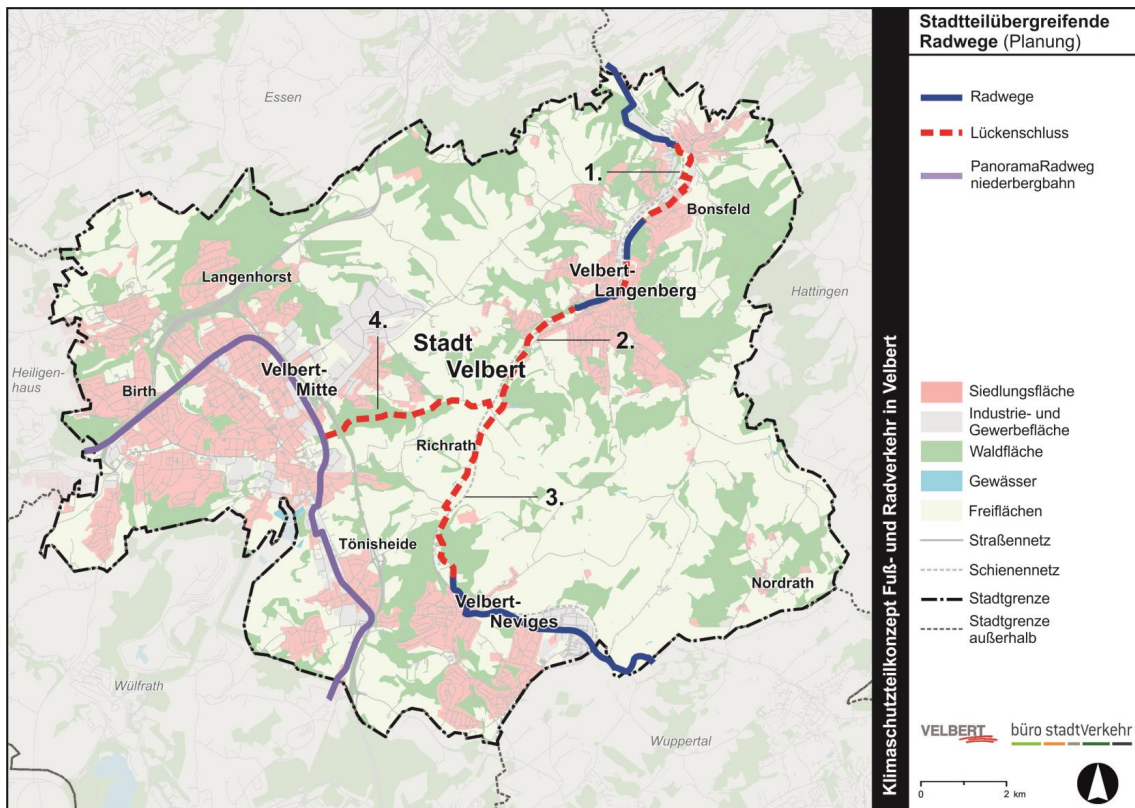 Essen
1.
Bonsfeld
Langenhorst
Velbert-
Langenberg
Hattingen
4.
Stadt
Velbert
2.
Heiligen-
haus
Birth
Velbert-
Mitte
Richrath
3.
Tönisheide
Nordrath
Velbert-
Neviges
Wülfrath
Wuppertal
Klimaschutzteilkonzept Fuß- und Radverkehr in Velbert
Stadtteilübergreifende
Radwege (Planung)
Radwege
Lückenschluss
PanoramaRadweg
niederbergbahn
Siedlungsfläche
Industrie- und
Gewerbefläche
Waldfläche
Gewässer
Freiflächen
Straßennetz
Schienennetz
Stadtgrenze
Stadtgrenze
außerhalb
VELBERT
büro stadtVerkehr
0 2 km